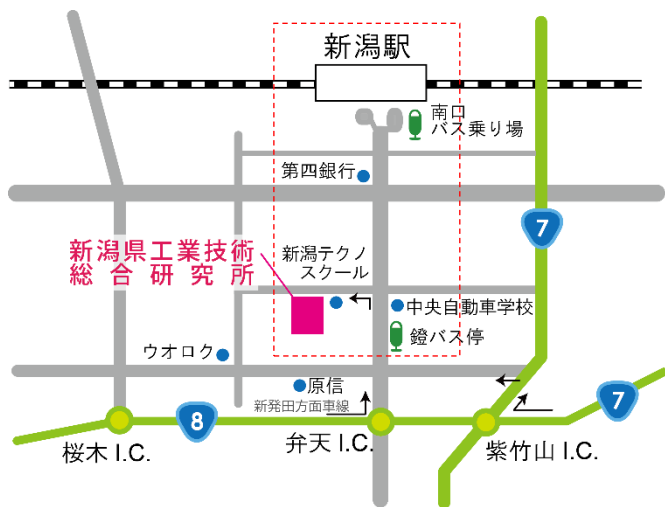 新潟駅
南口
バス乗り場
第四銀行
7
新潟県工業技術
総合研究所
新潟テクノ
スクール
中央自動車学校
鐙バス停
ウオロク
原信
新発田方面車線
8
7
桜木 I.C.
弁天 I.C.
紫竹山 I.C.